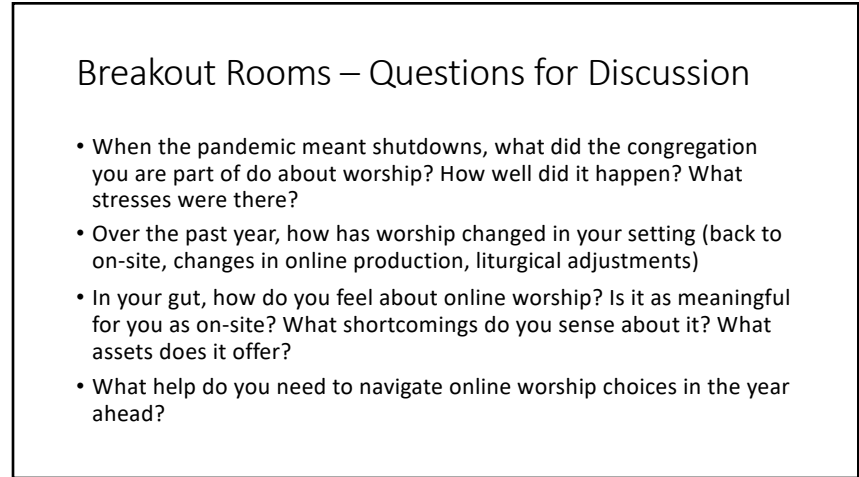 Breakout Rooms – Questions for Discussion
• When the pandemic meant shutdowns, what did the congregation
you are part of do about worship? How well did it happen? What
stresses were there?
• Over the past year, how has worship changed in your setting (back to
on-site, changes in online production, liturgical adjustments)
• In your gut, how do you feel about online worship? Is it as meaningful
for you as on-site? What shortcomings do you sense about it? What
assets does it offer?
• What help do you need to navigate online worship choices in the year
ahead?